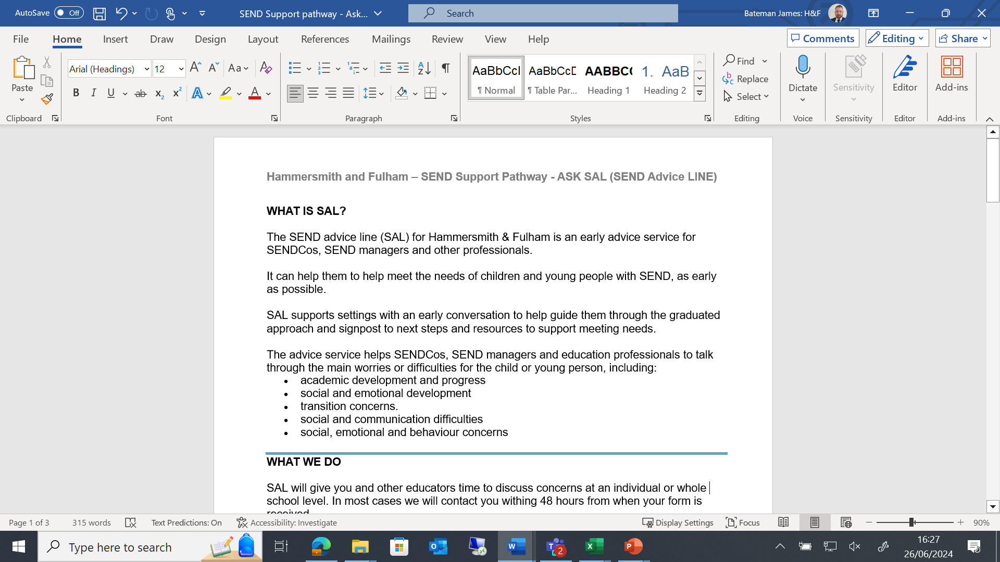 AutoSave Off SEND Support pathway - Ask... Search Bateman James: H&F
File Home Insert Draw Design Layout References Mailings Review View Help Comments Editing Share
Paste
Clipboard
Arial (Headings) 12 Aa
B I U ab x2 x2 A A
Font
Paragraph
AaBbCcI AaBbCcD AABBC 1. AaB
¶ Normal ¶ Table Par... Heading 1 Heading 2
Styles
Find
Replace
Select
Editing
Dictate
Voice
Sensitivity
Sensitivity
Editor
Editor
Add-ins
Add-ins
Hammersmith and Fulham – SEND Support Pathway - ASK SAL (SEND Advice LINE)
WHAT IS SAL?
The SEND advice line (SAL) for Hammersmith & Fulham is an early advice service for
SENDCos, SEND managers and other professionals.
It can help them to help meet the needs of children and young people with SEND, as early
as possible.
SAL supports settings with an early conversation to help guide them through the graduated
approach and signpost to next steps and resources to support meeting needs.
The advice service helps SENDCos, SEND managers and education professionals to talk
through the main worries or difficulties for the child or young person, including:
• academic development and progress
• social and emotional development
• transition concerns.
• social and communication difficulties
• social, emotional and behaviour concerns
WHAT WE DO
SAL will give you and other educators time to discuss concerns at an individual or whole
school level. In most cases we will contact you withing 48 hours from when your form is
received
Page 1 of 3 315 words Text Predictions: On Accessibility: Investigate Display Settings Focus 90%
Type here to search 2 16:27
26/06/2024